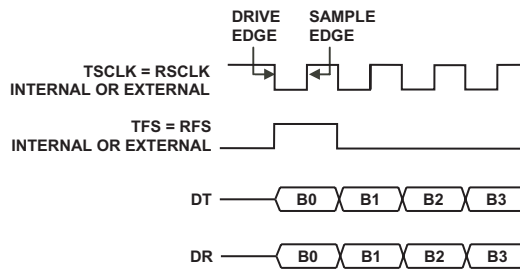 DRIVE EDGE
SAMPLE EDGE
TSCLK = RSCLK
INTERNAL OR EXTERNAL
TFS = RFS
INTERNAL OR EXTERNAL
DT B0 B1 B2 B3
DR B0 B1 B2 B3